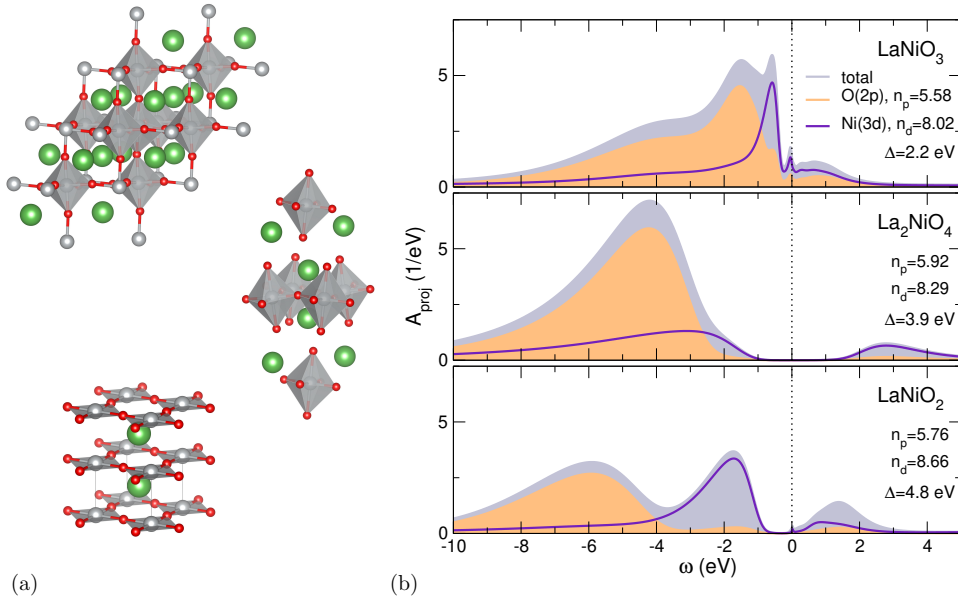 LaNiO3
total
O(2p), np=5.58
Ni(3d), nd=8.02
Δ=2.2 eV
5
0
La2NiO4
np=5.92
nd=8.29
Δ=3.9 eV
5
0
LaNiO2
np=5.76
nd=8.66
Δ=4.8 eV
5
0
Aproj (1/eV)
-10 -8 -6 -4 -2 0 2 4
ω (eV)
(a) (b)